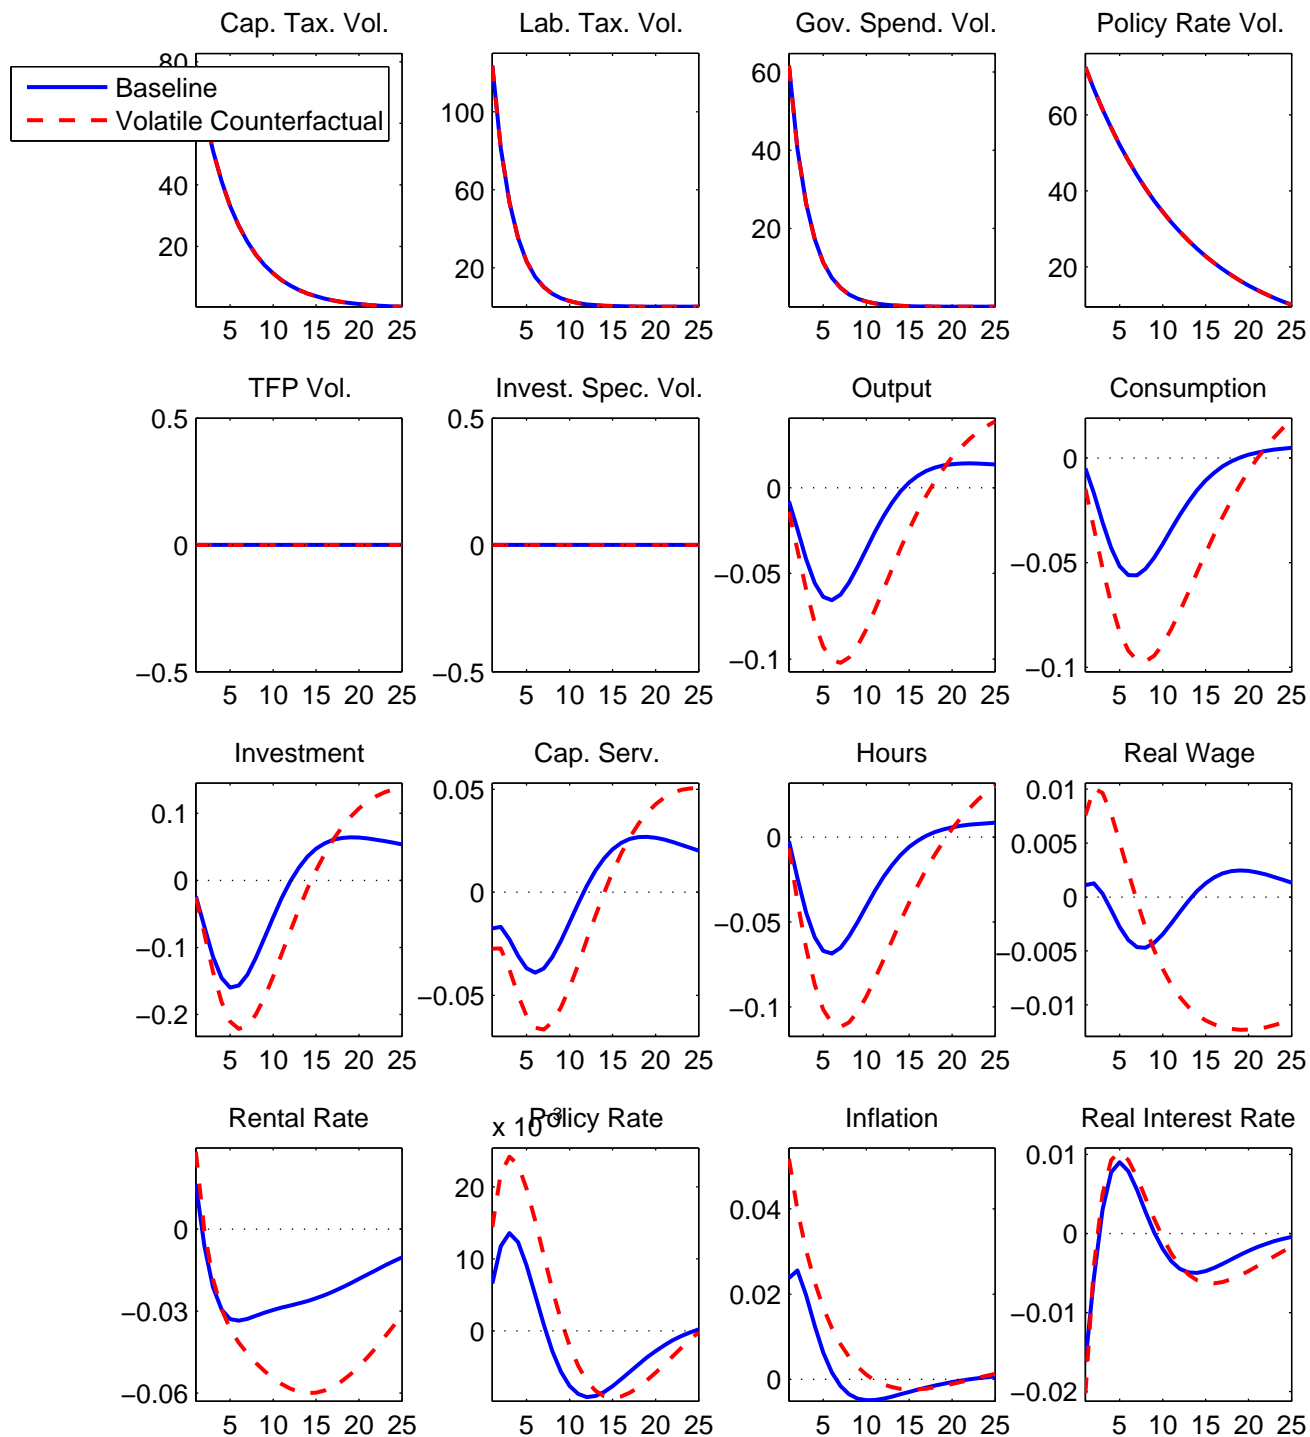 Cap. Tax. Vol. Lab. Tax. Vol. Gov. Spend. Vol. Policy Rate Vol.
80
Baseline
Volatile Counterfactual
40
20
5 10 15 20 25
100
60
20
5 10 15 20 25
60
40
20
5 10 15 20 25
60
40
20
5 10 15 20 25
TFP Vol. Invest. Spec. Vol. Output Consumption
0.5
0
−0.5
5 10 15 20 25
0.5
0
−0.5
5 10 15 20 25
0
−0.05
−0.1
5 10 15 20 25
0
−0.05
−0.1
5 10 15 20 25
Investment Cap. Serv. Hours Real Wage
0.1
0
−0.1
−0.2
5 10 15 20 25
0.05
0
−0.05
5 10 15 20 25
0
−0.05
−0.1
5 10 15 20 25
0.01
0.005
0
−0.005
−0.01
5 10 15 20 25
Rental Rate Policy Rate Inflation Real Interest Rate
0
−0.03
−0.06
5 10 15 20 25
x 10−3
20
10
0
5 10 15 20 25
0.04
0.02
0
5 10 15 20 25
0.01
0
−0.01
−0.02
5 10 15 20 25